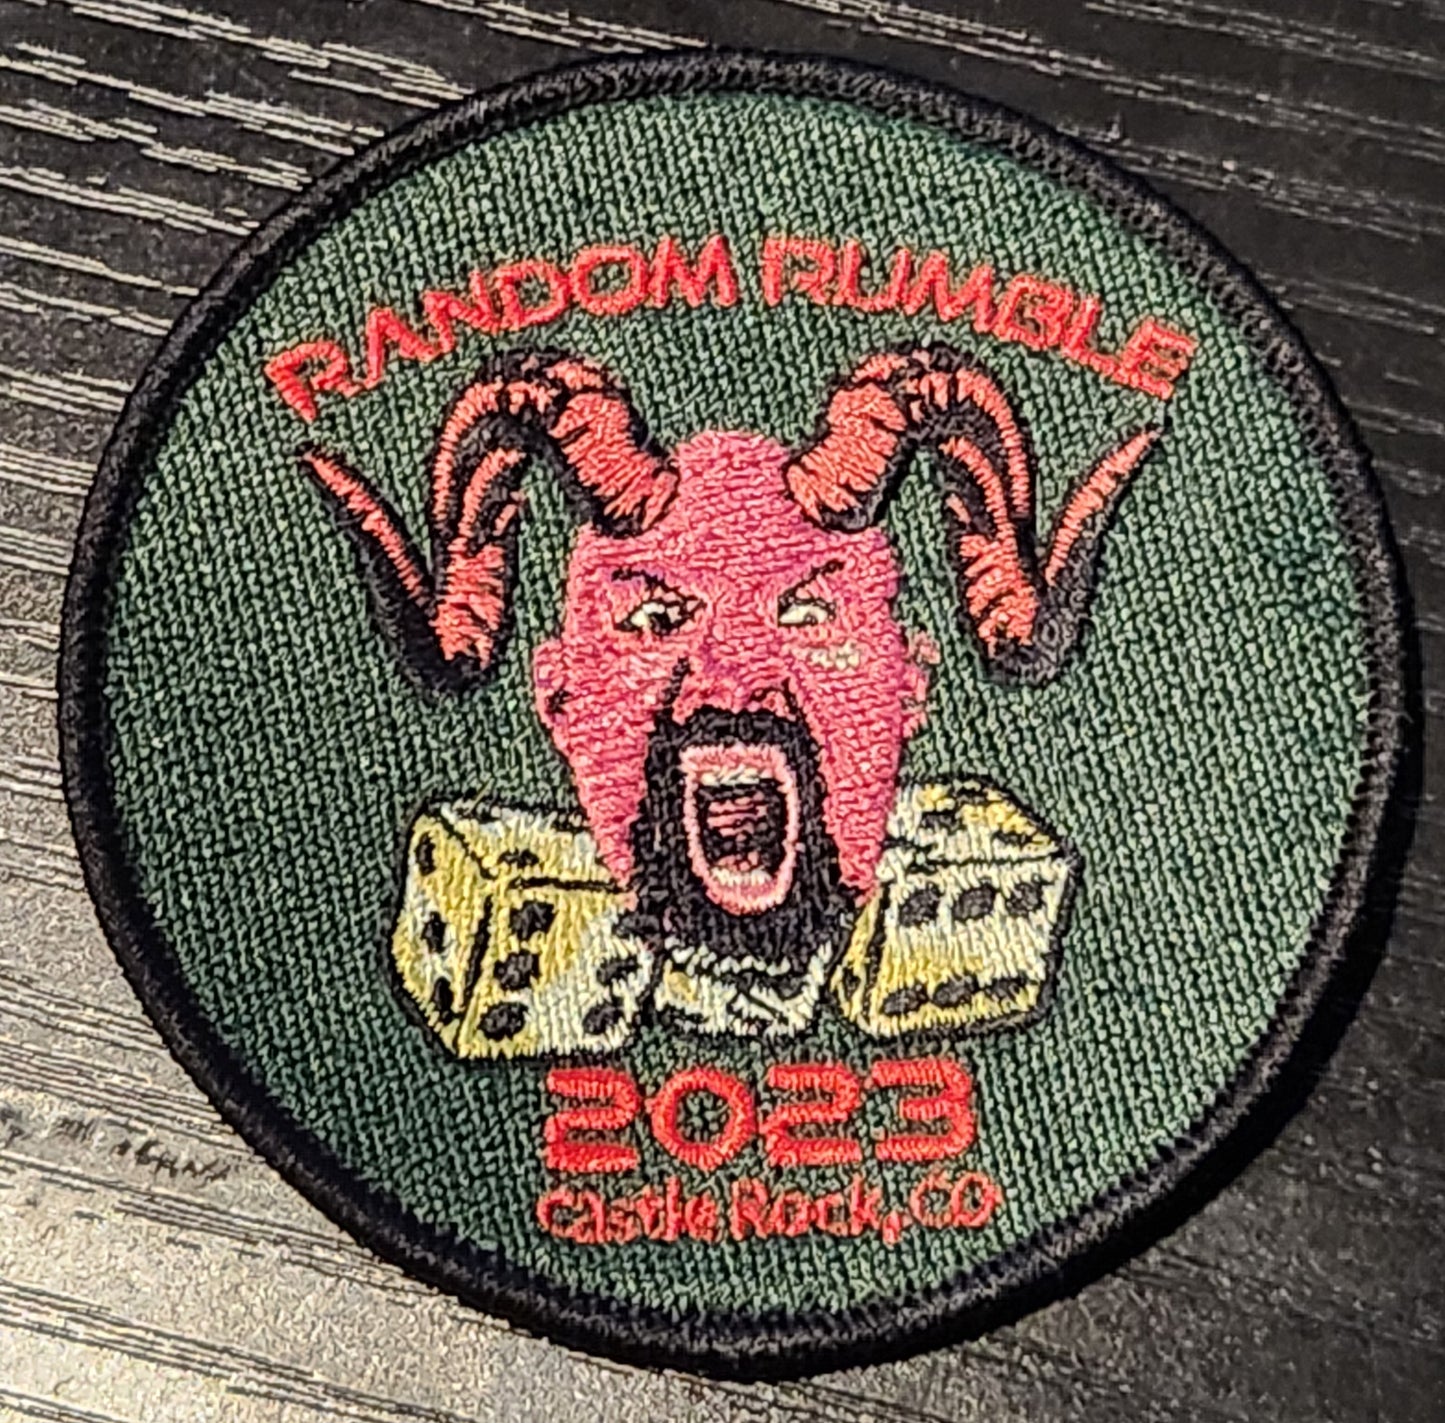 RANDOM RUMBLE
2023
Castle Rock, CO